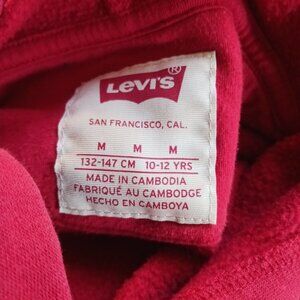 LEVI'S ®
SAN FRANCISCO, CAL.
M M M
132-147 CM 10-12 YRS
MADE IN CAMBODIA
FABRIQUÉ AU CAMBODGE
HECHO EN CAMBOYA